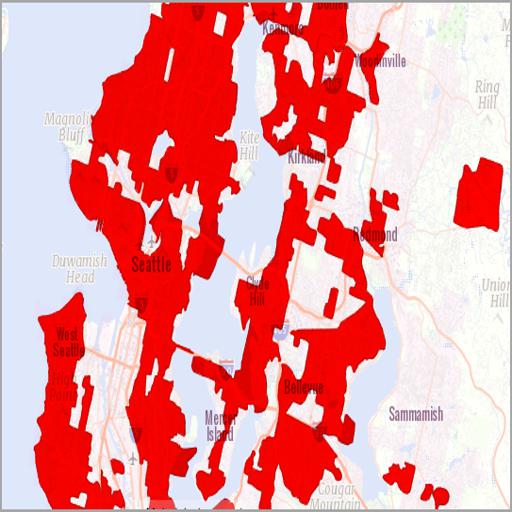 Kenmore
Woodinville
Ring
Hill
Magnolia
Bluff
Kite
Hill
Kirkland
Redmond
Duwamish
Head
Seattle
Clyde
Hill
Union
Hill
West
Seattle
High
Point
Bellevue
Mercer
Island
Sammamish
Cougar
Mountain